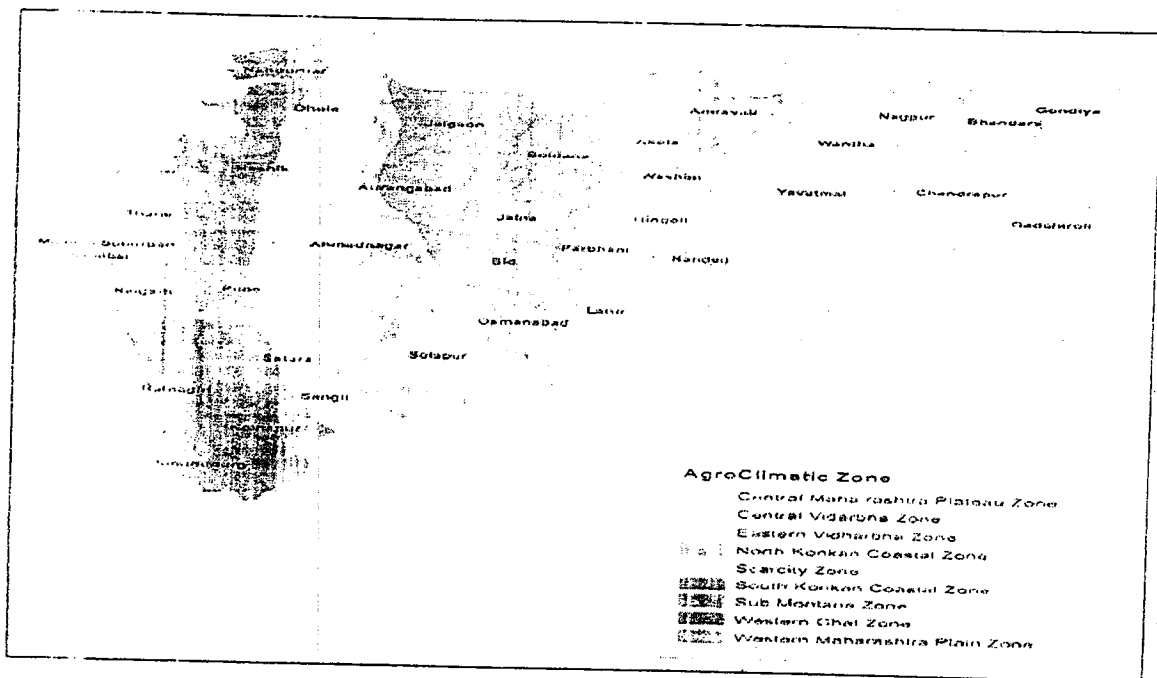 Dhule
Jalgaon
Amravati
Nagpur
Bhandara
Gondiya
Buldana
Akola
Wardha
Nashik
Aurangabad
Washim
Yavatmal
Chandrapur
Thane
Jalna
Hingoli
Gadchiroli
Suburban
Ahmadnagar
Bid
Parbhani
Nanded
Raigarh
Pune
Osmanabad
Latur
Satara
Solapur
Ratnagiri
Sangli
AgroClimatic Zone
Central Maharashtra Plateau Zone
Central Vidarbha Zone
Eastern Vidharbha Zone
North Konkan Coastal Zone
Scarcity Zone
South Konkan Coastal Zone
Sub Montane Zone
Western Ghat Zone
Western Maharashtra Plain Zone